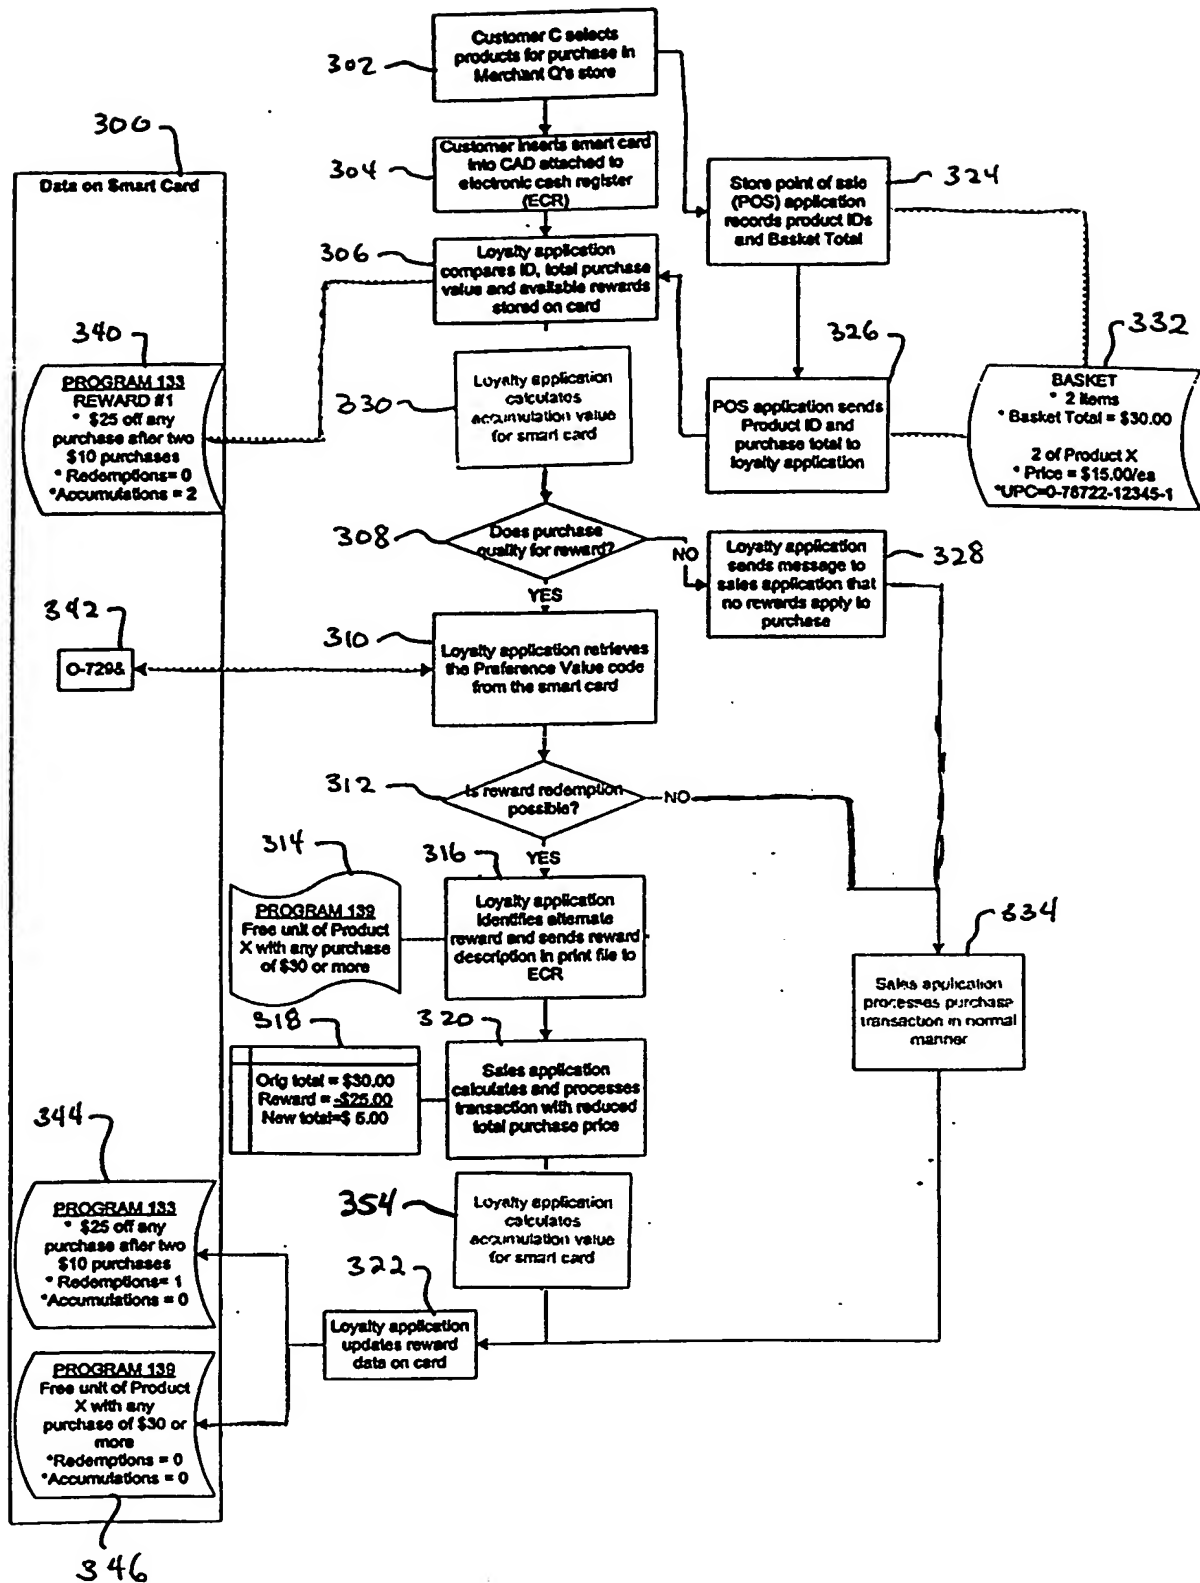 Customer C selects
products for purchase in
Merchant Q's store
302
300
Customer inserts smart card
into CAD attached to
electronic cash register
(ECR)
304
Data on Smart Card
Store point of sale
(POS) application
records product IDs
and Basket Total
324
Loyalty application
compares ID, total purchase
value and available rewards
stored on card
306
340
PROGRAM 133
REWARD #1
* $25 off any
purchase after two
$10 purchases
* Redemptions= 0
*Accumulations = 2
330
Loyalty application
calculates
accumulation value
for smart card
326
POS application sends
Product ID and
purchase total to
loyalty application
332
BASKET
* 2 items
* Basket Total = $30.00
2 of Product X
* Price = $15.00/ea
*UPC=0-76722-12345-1
308
Does purchase
qualify for reward?
NO
YES
Loyalty application
sends message to
sales application that
no rewards apply to
purchase
328
342
O-729&
310
Loyalty application retrieves
the Preference Value code
from the smart card
312
Is reward redemption
possible?
NO
YES
314
PROGRAM 139
Free unit of Product
X with any purchase
of $30 or more
316
Loyalty application
identifies alternate
reward and sends reward
description in print file to
ECR
334
Sales application
processes purchase
transaction in normal
manner
318
Orig total = $30.00
Reward = -$25.00
New total=$ 5.00
320
Sales application
calculates and processes
transaction with reduced
total purchase price
344
PROGRAM 133
* $25 off any
purchase after two
$10 purchases
* Redemptions= 1
*Accumulations = 0
354
Loyalty application
calculates
accumulation value
for smart card
322
Loyalty application
updates reward
data on card
PROGRAM 139
Free unit of Product
X with any
purchase of $30 or
more
*Redemptions = 0
*Accumulations = 0
346